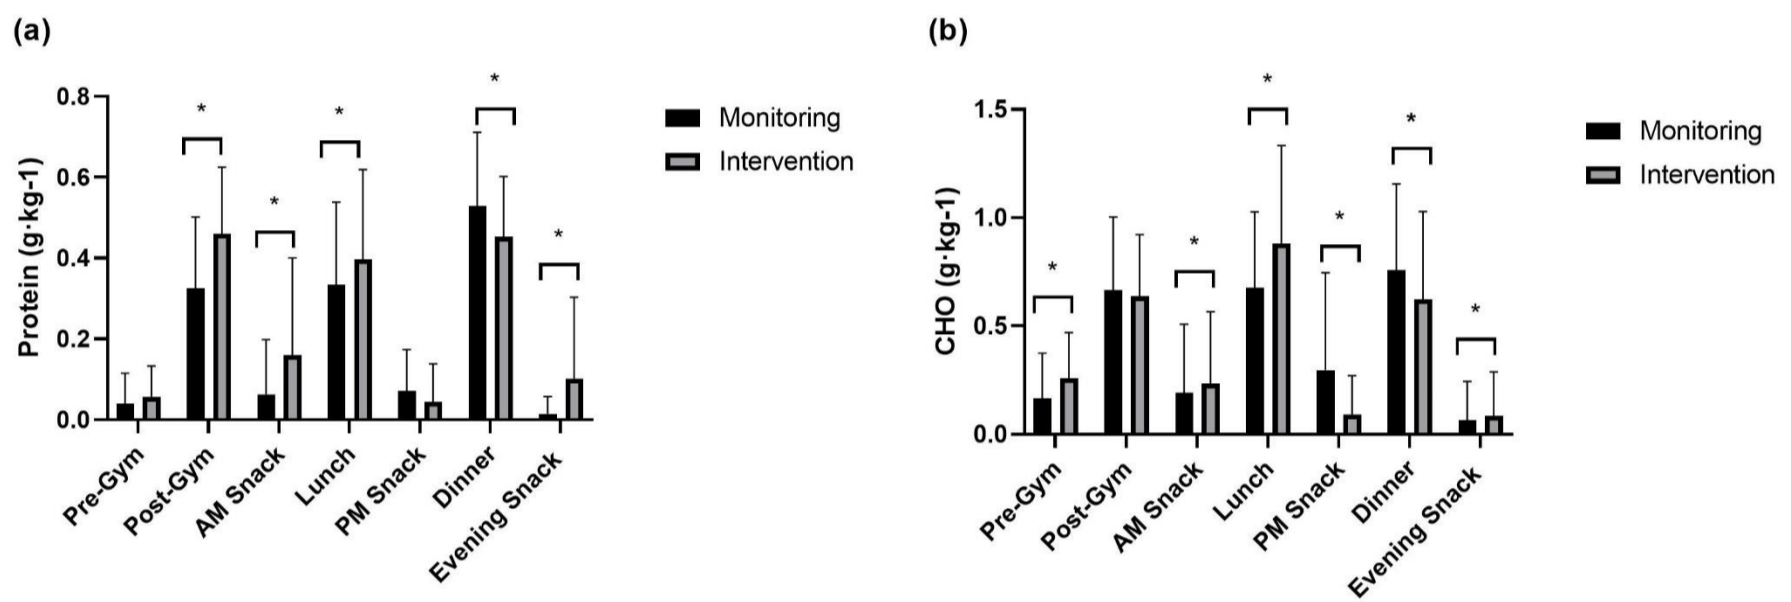 (a)
Protein (g·kg-1)
0.8
0.6
0.4
0.2
0.0
*
*
*
*
*
Pre-Gym
Post-Gym
AM Snack
Lunch
PM Snack
Dinner
Evening Snack
Monitoring
Intervention
(b)
CHO (g·kg-1)
1.5
1.0
0.5
0.0
*
*
*
*
*
*
Pre-Gym
Post-Gym
AM Snack
Lunch
PM Snack
Dinner
Evening Snack
Monitoring
Intervention